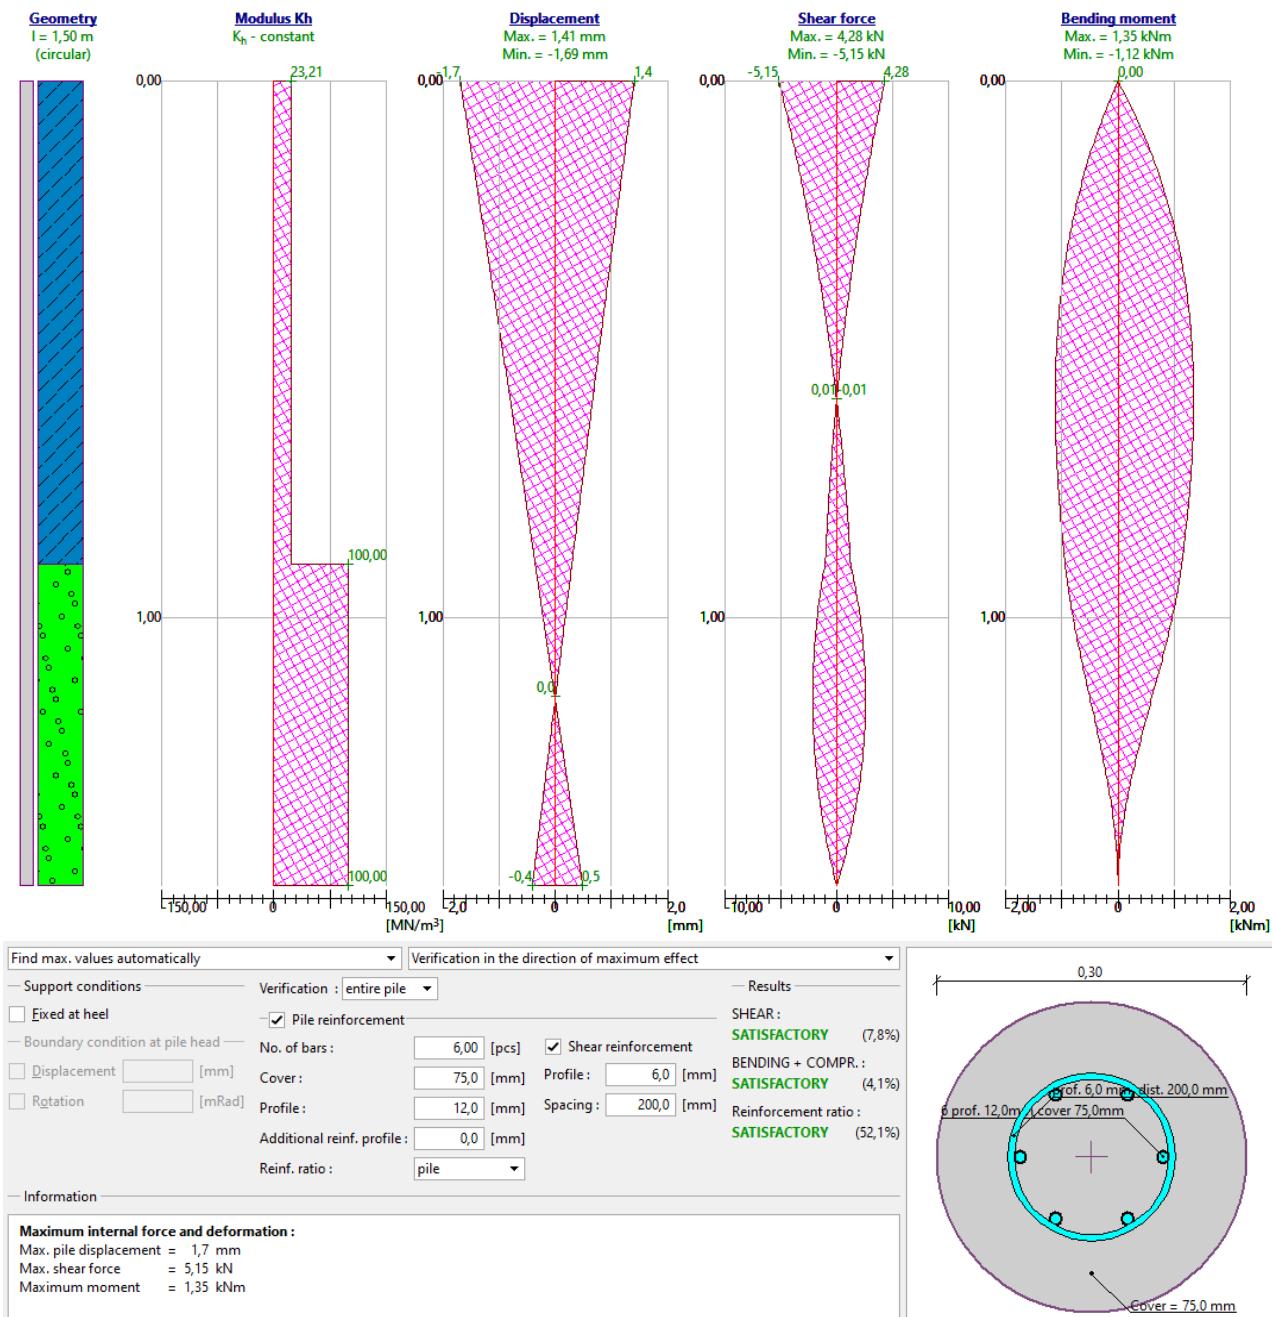 Geometry
l = 1,50 m
(circular)
Modulus Kh
Kh - constant
Displacement
Max. = 1,41 mm
Min. = -1,69 mm
Shear force
Max. = 4,28 kN
Min. = -5,15 kN
Bending moment
Max. = 1,35 kNm
Min. = -1,12 kNm
0,00
23,21
0,00
-1,7
1,4
0,00
-5,15
4,28
0,00
0,00
0,01
-0,01
100,00
1,00
1,00
1,00
1,00
0,0
100,00
-0,4
0,5
-150,00
0
150,00
[MN/m³]
-2,0
0
2,0
[mm]
-10,00
0
10,00
[kN]
-2,00
0
2,00
[kNm]
Find max. values automatically
Verification in the direction of maximum effect
Support conditions
Fixed at heel
Boundary condition at pile head
Displacement
[mm]
Rotation
[mRad]
Verification :
entire pile
Pile reinforcement
No. of bars :
6,00
[pcs]
Cover :
75,0
[mm]
Profile :
12,0
[mm]
Additional reinf. profile :
0,0
[mm]
Reinf. ratio :
pile
Shear reinforcement
Profile :
6,0
[mm]
Spacing :
200,0
[mm]
Results
SHEAR :
SATISFACTORY (7,8%)
BENDING + COMPR. :
SATISFACTORY (4,1%)
Reinforcement ratio :
SATISFACTORY (52,1%)
Information
Maximum internal force and deformation :
Max. pile displacement = 1,7 mm
Max. shear force = 5,15 kN
Maximum moment = 1,35 kNm
0,30
prof. 6,0 mm, dist. 200,0 mm
6 prof. 12,0mm, cover 75,0mm
Cover = 75,0 mm